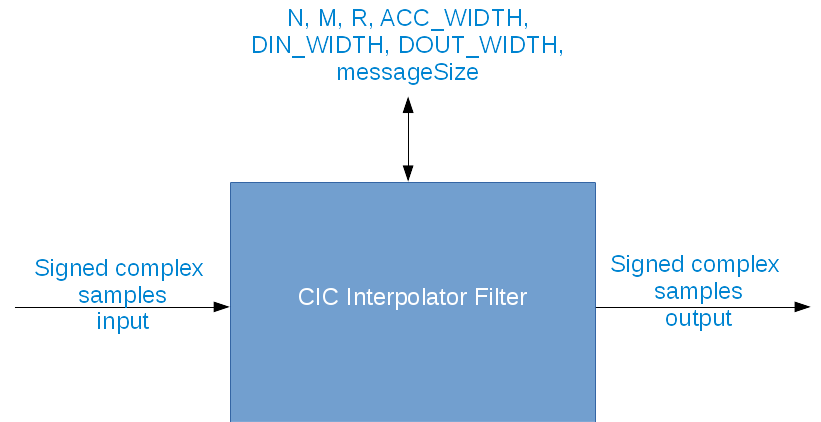 N, M, R, ACC_WIDTH,
DIN_WIDTH, DOUT_WIDTH,
messageSize
Signed complex
samples
input
CIC Interpolator Filter
Signed complex
samples
output